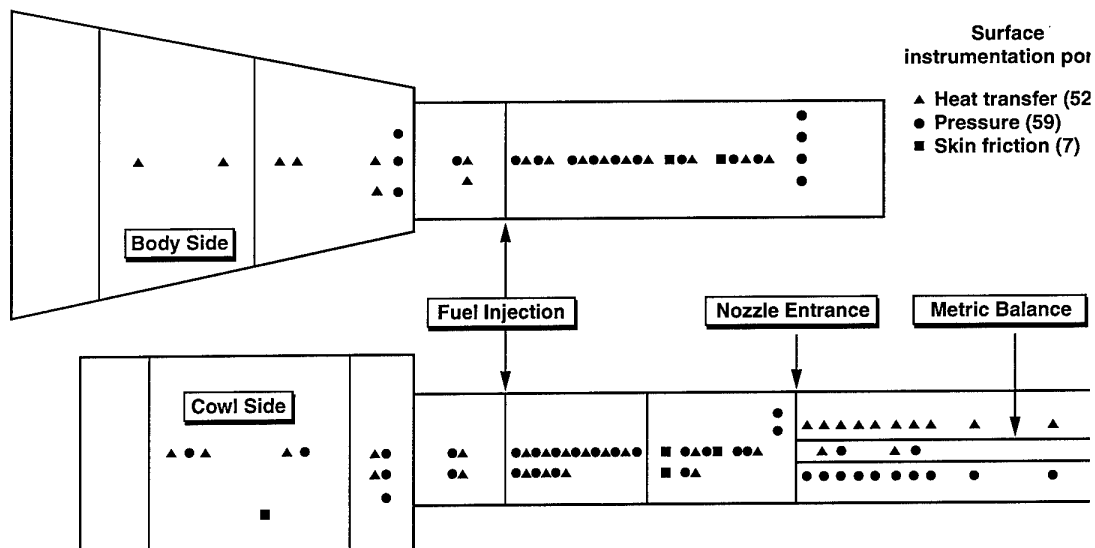 Surface
instrumentation por
Heat transfer (52
Pressure (59)
Skin friction (7)
Body Side
Fuel Injection
Nozzle Entrance
Metric Balance
Cowl Side